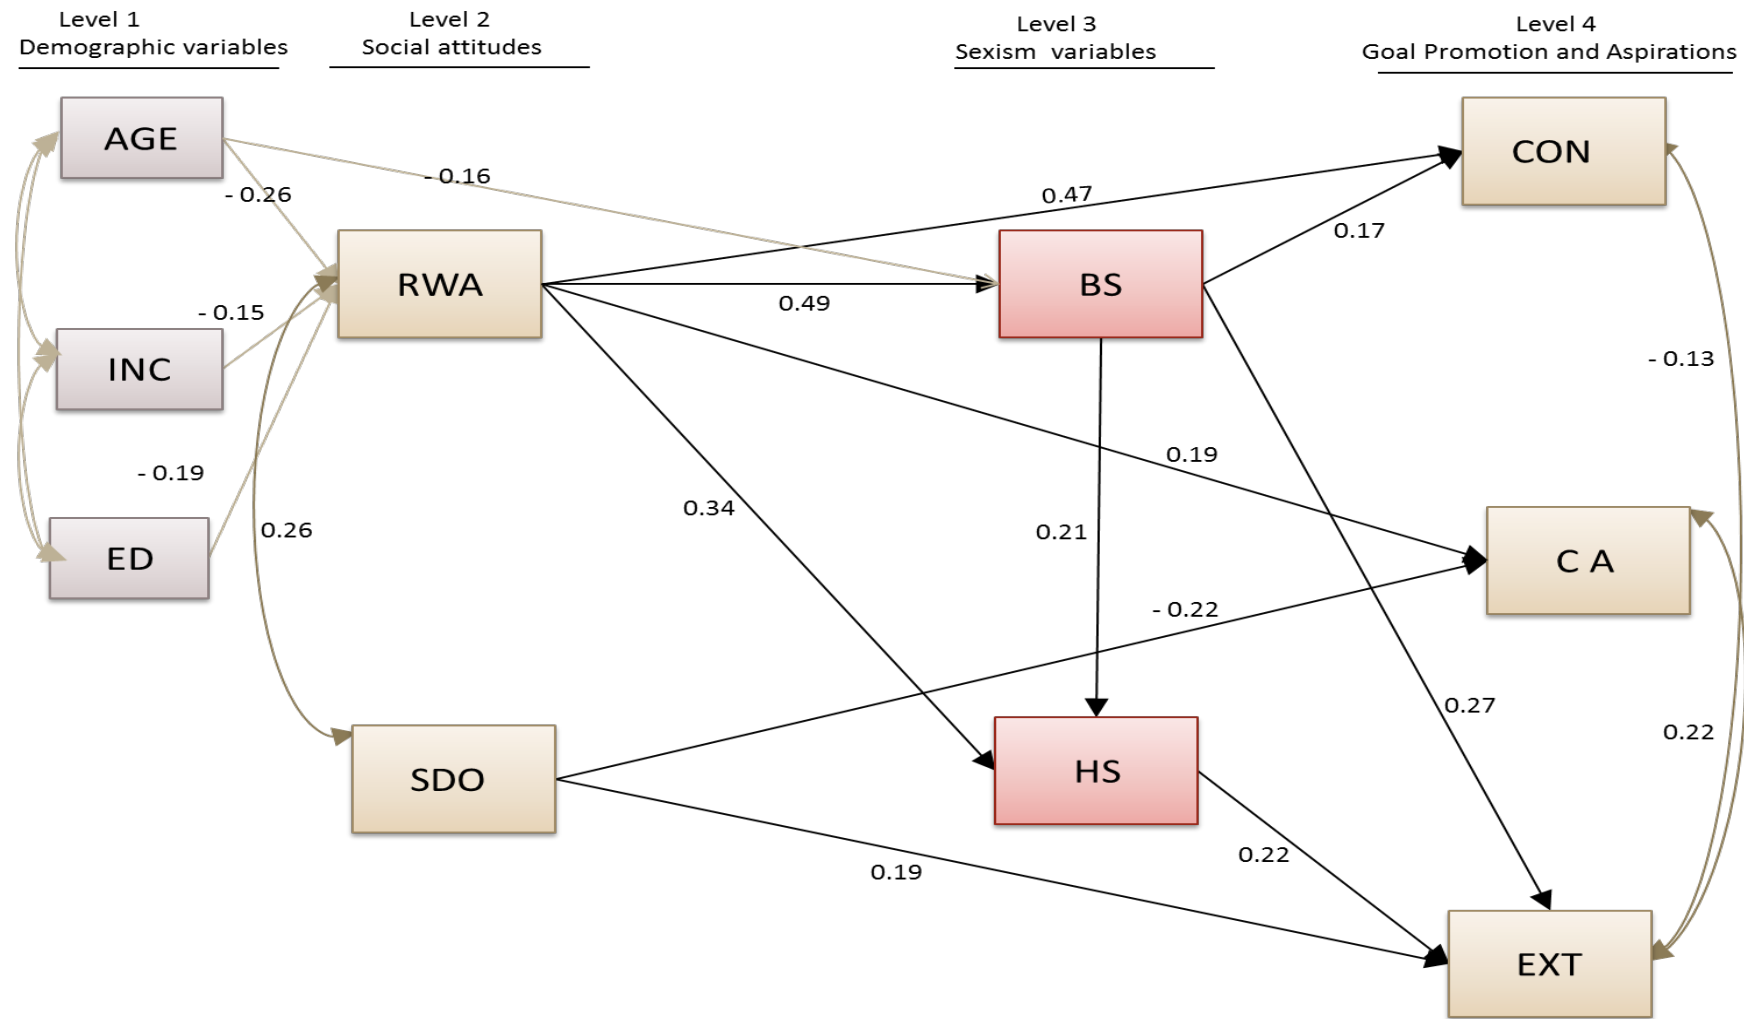 Level 1
Demographic variables
Level 2
Social attitudes
Level 3
Sexism variables
Level 4
Goal Promotion and Aspirations
AGE
CON
- 0.16
- 0.26
0.47
0.17
RWA
BS
- 0.15
0.49
INC
- 0.13
0.19
- 0.19
0.34
0.26
0.21
ED
C A
- 0.22
0.27
0.22
SDO
HS
0.22
0.19
EXT